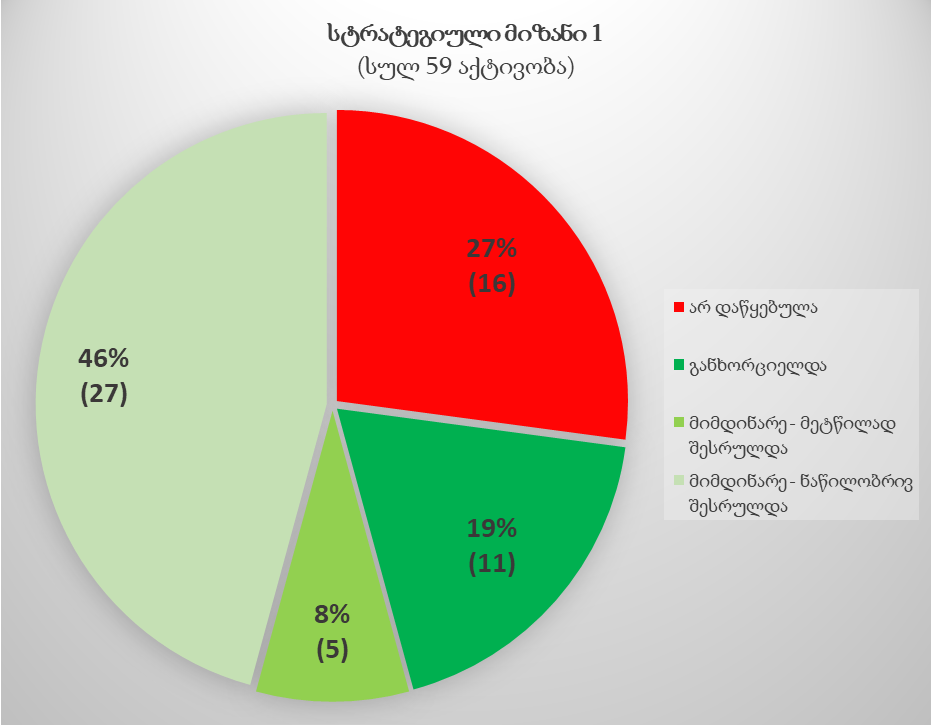 სტრატეგიული მიზანი 1
(სულ 59 აქტივობა)
27%
(16)
46%
(27)
19%
(11)
8%
(5)
არ დაწყებულა
განხორციელდა
მიმდინარე - მეტწილად
შესრულდა
მიმდინარე - ნაწილობრივ
შესრულდა